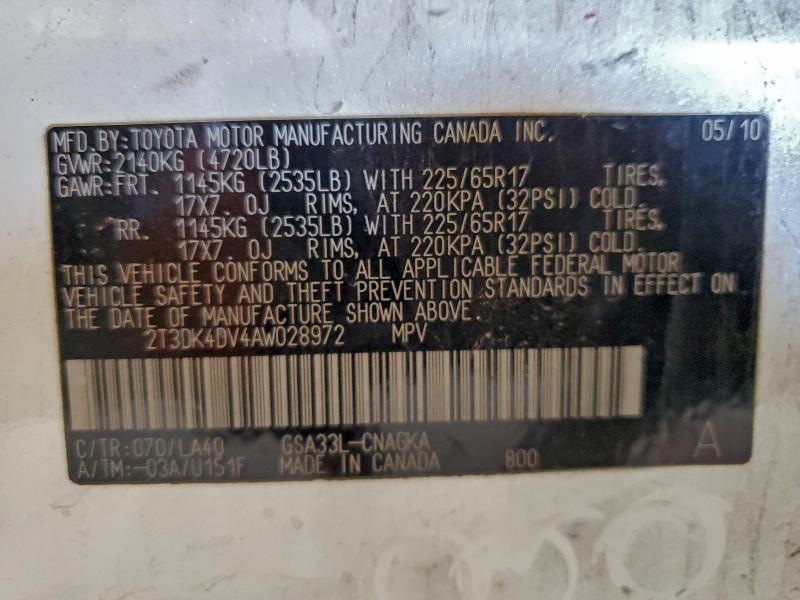 MFD.BY:TOYOTA MOTOR MANUFACTURING CANADA INC. 05/10
GVWR:2140KG (4720LB)
GAWR:FRT. 1145KG (2535LB) WITH 225/65R17 TIRES,
17X7. 0J RIMS, AT 220KPA (32PSI) COLD.
RR. 1145KG (2535LB) WITH 225/65R17 TIRES,
17X7. 0J RIMS, AT 220KPA (32PSI) COLD.
THIS VEHICLE CONFORMS TO ALL APPLICABLE FEDERAL MOTOR
VEHICLE SAFETY AND THEFT PREVENTION STANDARDS IN EFFECT ON
THE DATE OF MANUFACTURE SHOWN ABOVE.
2T3DK4DV4AW028972 MPV
C/TR:070/LA40 GSA33L-CNAGKA A
A/TM:-03A/U151F MADE IN CANADA 800